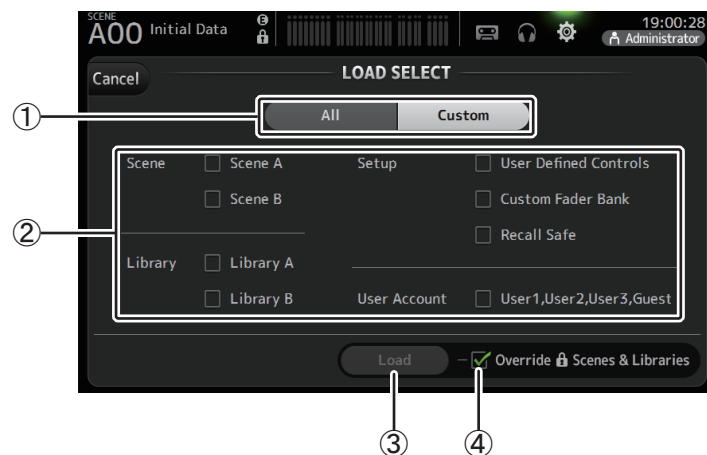 SCENE
A00 Initial Data E 19:00:28
Administrator
Cancel LOAD SELECT
① All Custom
Scene Scene A Setup User Defined Controls
Scene B Custom Fader Bank
② Recall Safe
Library Library A
Library B User Account User1,User2,User3,Guest
Load Override Scenes & Libraries
③ ④